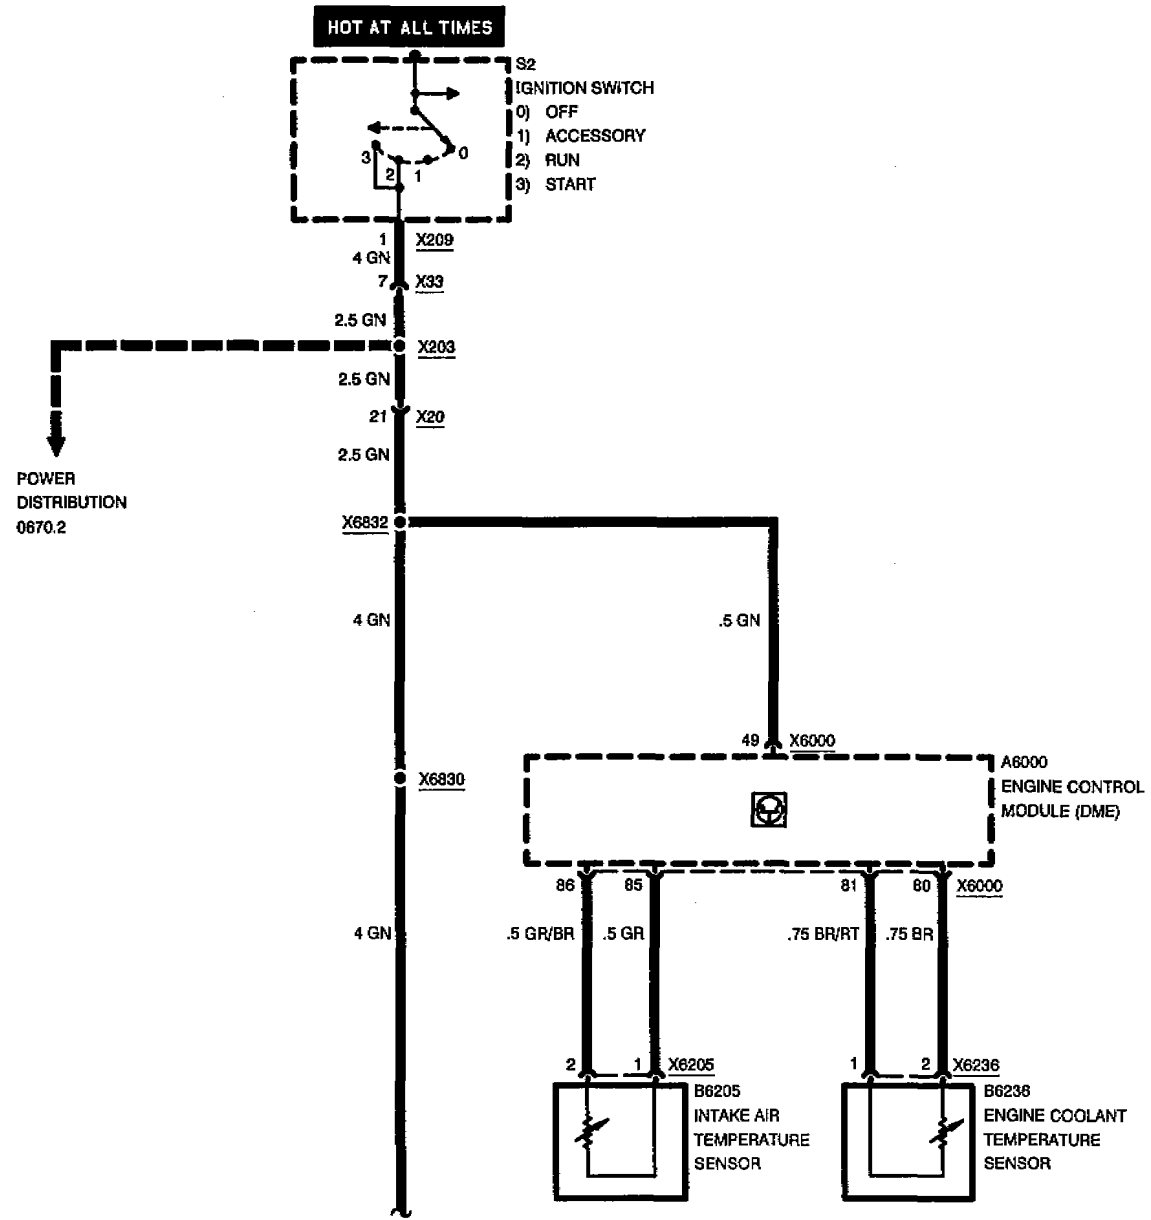 HOT AT ALL TIMES
S2
IGNITION SWITCH
0) OFF
1) ACCESSORY
2) RUN
3) START
3
2
1
0
1
X209
4 GN
7
X33
2.5 GN
X203
2.5 GN
21
X20
2.5 GN
POWER
DISTRIBUTION
0670.2
X6832
4 GN
.5 GN
49
X6000
X6830
A6000
ENGINE CONTROL
MODULE (DME)
86
85
81
80
X6000
4 GN
.5 GR/BR
.5 GR
.75 BR/RT
.75 BR
2
1
X6205
1
2
X6236
B6205
INTAKE AIR
TEMPERATURE
SENSOR
B6236
ENGINE COOLANT
TEMPERATURE
SENSOR